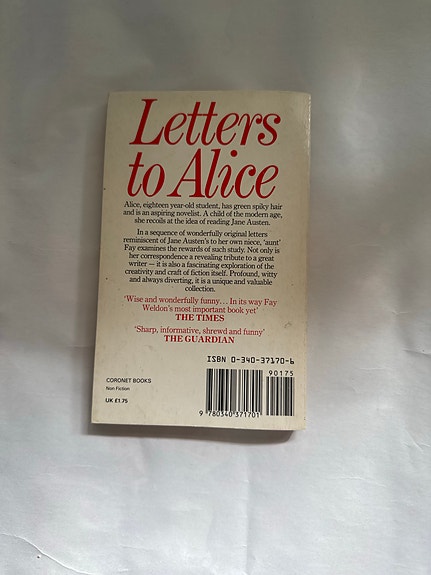 Letters
to Alice
Alice, eighteen year-old student, has green spiky hair
and is an aspiring novelist. A child of the modern age,
she recoils at the idea of reading Jane Austen.
In a sequence of wonderfully original letters
reminiscent of Jane Austen's to her own niece, 'aunt'
Fay examines the rewards of such study. Not only is
her correspondence a revealing tribute to a great
writer — it is also a fascinating exploration of the
creativity and craft of fiction itself. Profound, witty
and always diverting, it is a unique and valuable
collection.
'Wise and wonderfully funny... In its way Fay
Weldon's most important book yet'
THE TIMES
'Sharp, informative, shrewd and funny'
THE GUARDIAN
ISBN 0-340-37170-6
90175
CORONET BOOKS
Non Fiction
UK £1.75
9 780340 371701